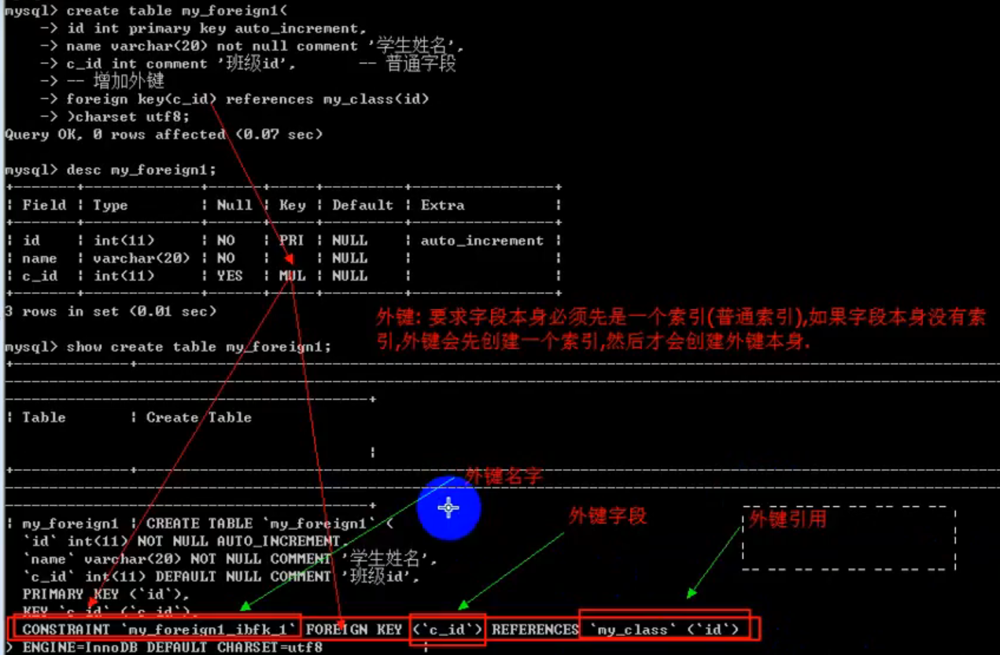 mysql> create table my_foreign1(
-> id int primary key auto_increment,
-> name varchar(20) not null comment '学生姓名',
-> c_id int comment '班级id',      -- 普通字段
-> -- 增加外键
-> foreign key(c_id) references my_class(id)
-> )charset utf8;
Query OK, 0 rows affected (0.07 sec)
mysql> desc my_foreign1;
| Field | Type | Null | Key | Default | Extra |
| id | int(11) | NO | PRI | NULL | auto_increment |
| name | varchar(20) | NO | | NULL | |
| c_id | int(11) | YES | MUL | NULL | |
3 rows in set (0.01 sec)
外键: 要求字段本身必须先是一个索引(普通索引),如果字段本身没有索
引,外键会先创建一个索引,然后才会创建外键本身.
mysql> show create table my_foreign1;
| Table | Create Table
|
外键名字
外键字段
外键引用
| my_foreign1 | CREATE TABLE `my_foreign1` (
`id` int(11) NOT NULL AUTO_INCREMENT,
`name` varchar(20) NOT NULL COMMENT '学生姓名',
`c_id` int(11) DEFAULT NULL COMMENT '班级id',
PRIMARY KEY (`id`),
KEY `c_id` (`c_id`),
CONSTRAINT `my_foreign1_ibfk_1` FOREIGN KEY (`c_id`) REFERENCES `my_class` (`id`)
) ENGINE=InnoDB DEFAULT CHARSET=utf8 |